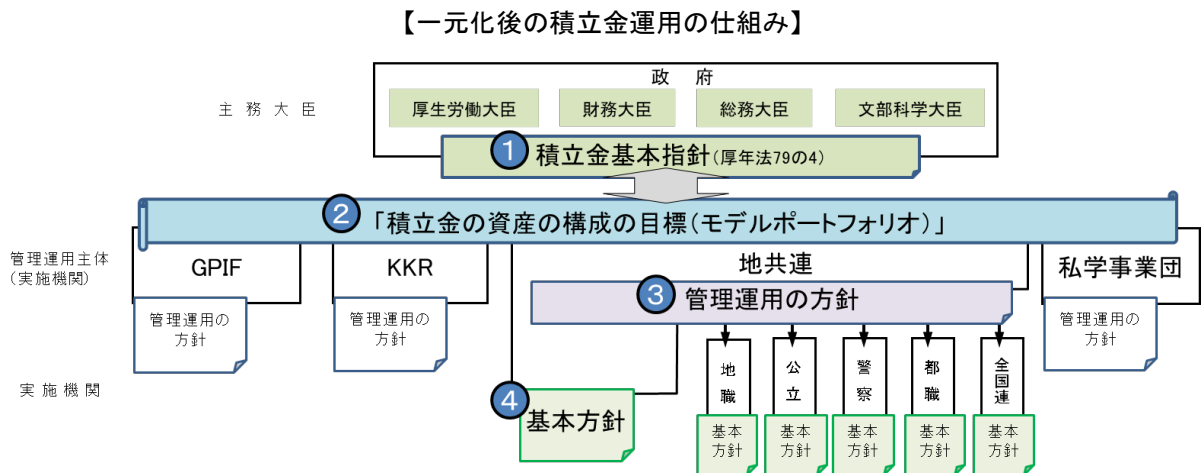 【一元化後の積立金運用の仕組み】
政府
主務大臣
厚生労働大臣 財務大臣 総務大臣 文部科学大臣
① 積立金基本指針(厚年法79の4)
② 「積立金の資産の構成の目標(モデルポートフォリオ)」
管理運用主体
(実施機関)
GPIF KKR 地共連 私学事業団
③ 管理運用の方針
管理運用の
方針
管理運用の
方針
管理運用の
方針
実施機関
地職
公立
警察
都職
全国連
④ 基本方針
基本
方針
基本
方針
基本
方針
基本
方針
基本
方針